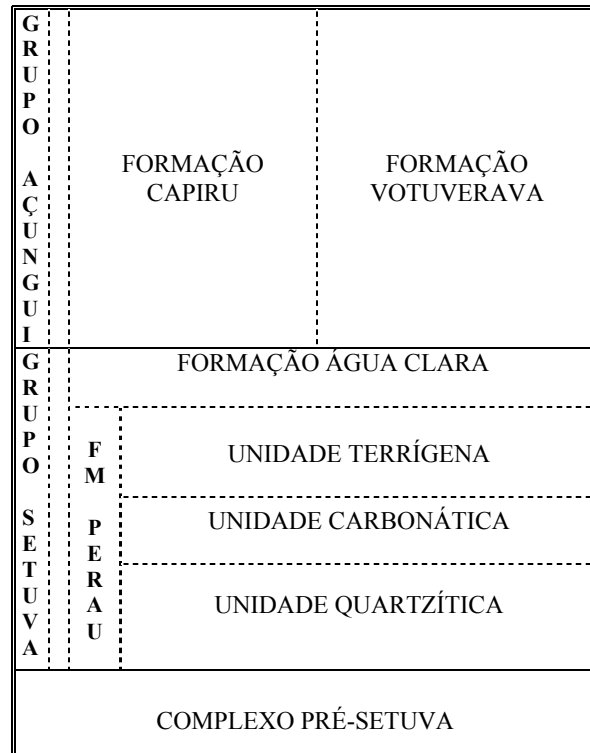 GRUPO AÇUNGUI
FORMAÇÃO
CAPIRU
FORMAÇÃO
VOTUVERAVA
GRUPO SETUVA
FORMAÇÃO ÁGUA CLARA
FM PERAU
UNIDADE TERRÍGENA
UNIDADE CARBONÁTICA
UNIDADE QUARTZÍTICA
COMPLEXO PRÉ-SETUVA